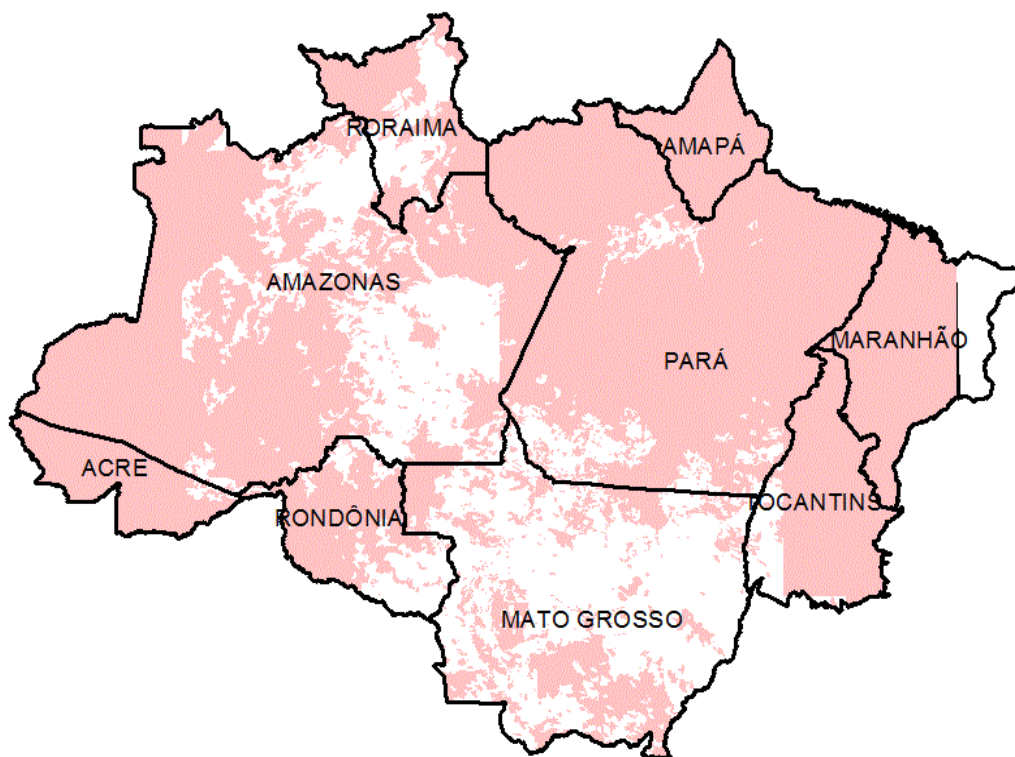 RORAIMA
AMAPÁ
AMAZONAS
MARANHÃO
PARÁ
ACRE
TOCANTINS
RONDÔNIA
MATO GROSSO